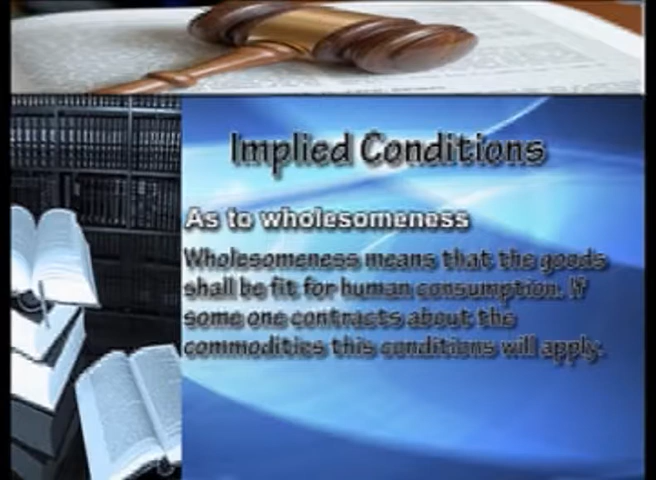 Implied Conditions
As to wholesomeness
Wholesomeness means that the goods
shall be fit for human consumption. If
some one contracts about the
commodities this conditions will apply.